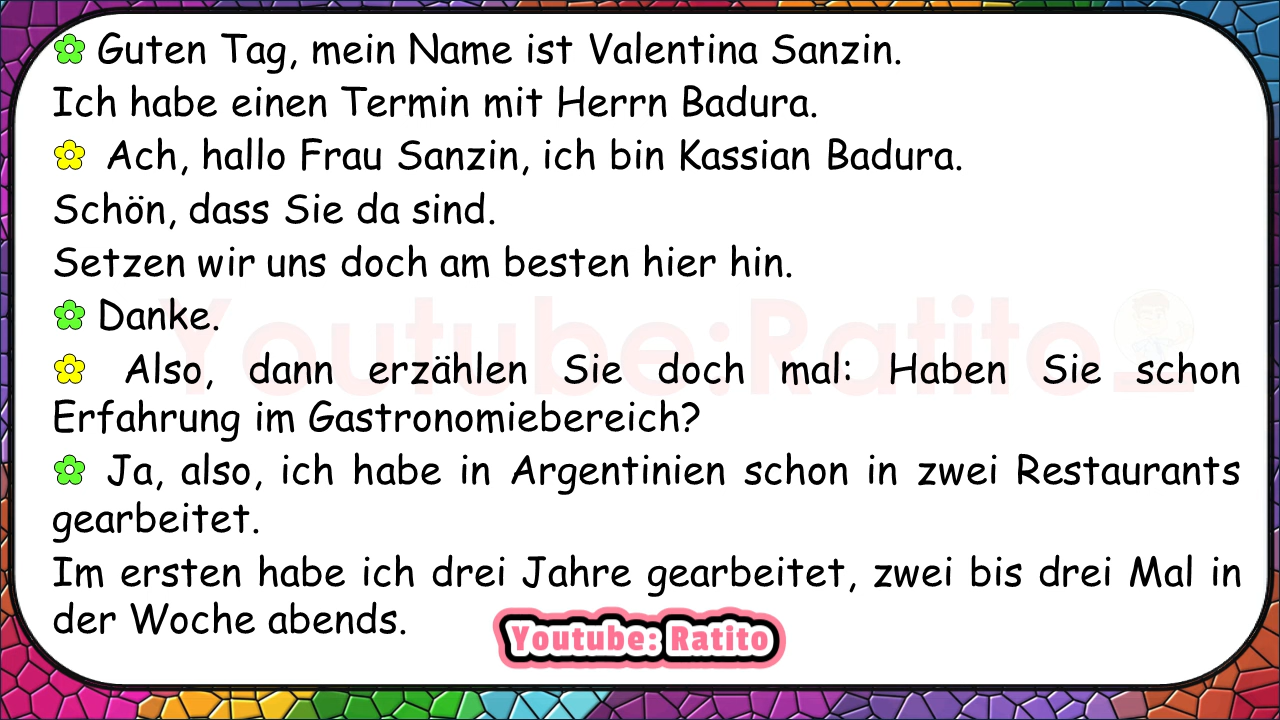 Guten Tag, mein Name ist Valentina Sanzin.
Ich habe einen Termin mit Herrn Badura.
Ach, hallo Frau Sanzin, ich bin Kassian Badura.
Schön, dass Sie da sind.
Setzen wir uns doch am besten hier hin.
Danke.
Youtube:Ratito
Also, dann erzählen Sie doch mal: Haben Sie schon
Erfahrung im Gastronomiebereich?
Ja, also, ich habe in Argentinien schon in zwei Restaurants
gearbeitet.
Im ersten habe ich drei Jahre gearbeitet, zwei bis drei Mal in
der Woche abends.
Youtube: Ratito